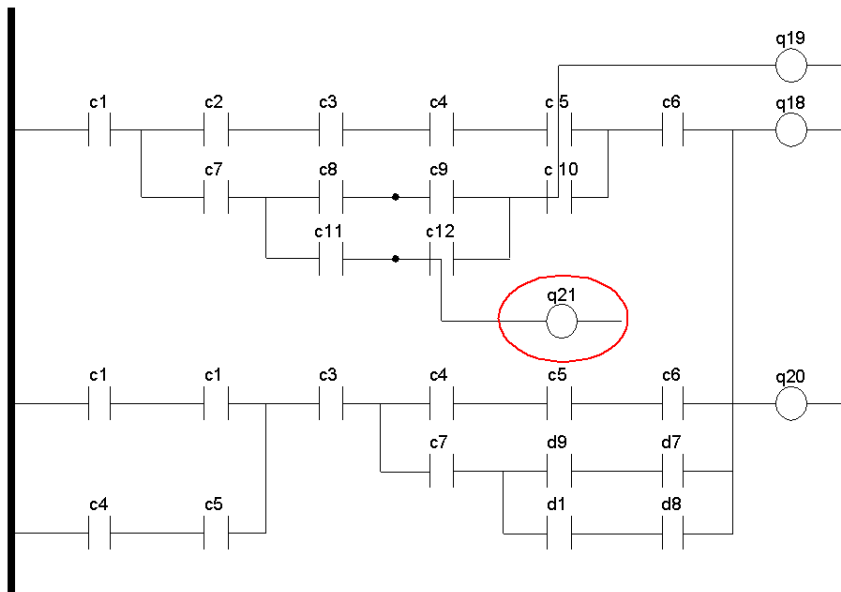 q19
c1 c2 c3 c4 c 5 c6 q18
c7 c8 c9 c 10
c11 c12
q21
c1 c1 c3 c4 c5 c6 q20
c7 d9 d7
c4 c5 d1 d8